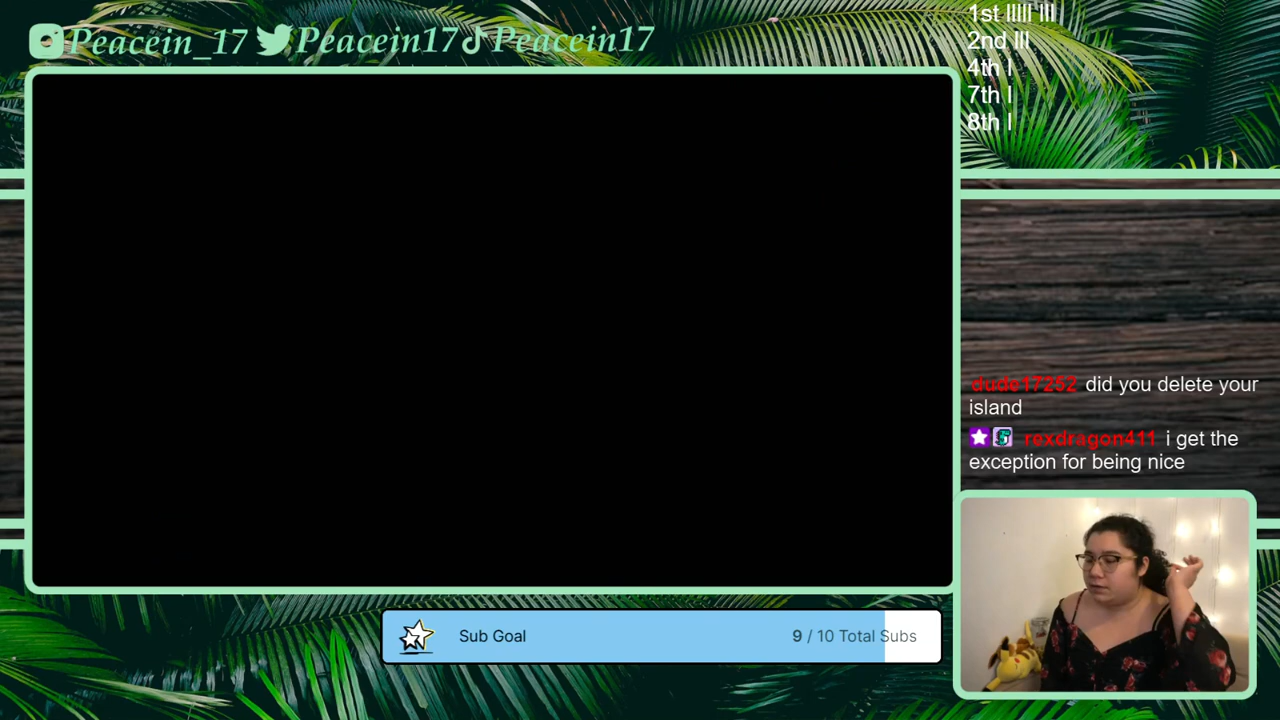 Peacein_17 Peacein17 Peacein17
1st IIIII III
2nd III
4th I
7th I
8th I
dude17252 did you delete your
island
rexdragon411 i get the
exception for being nice
Sub Goal 9 / 10 Total Subs